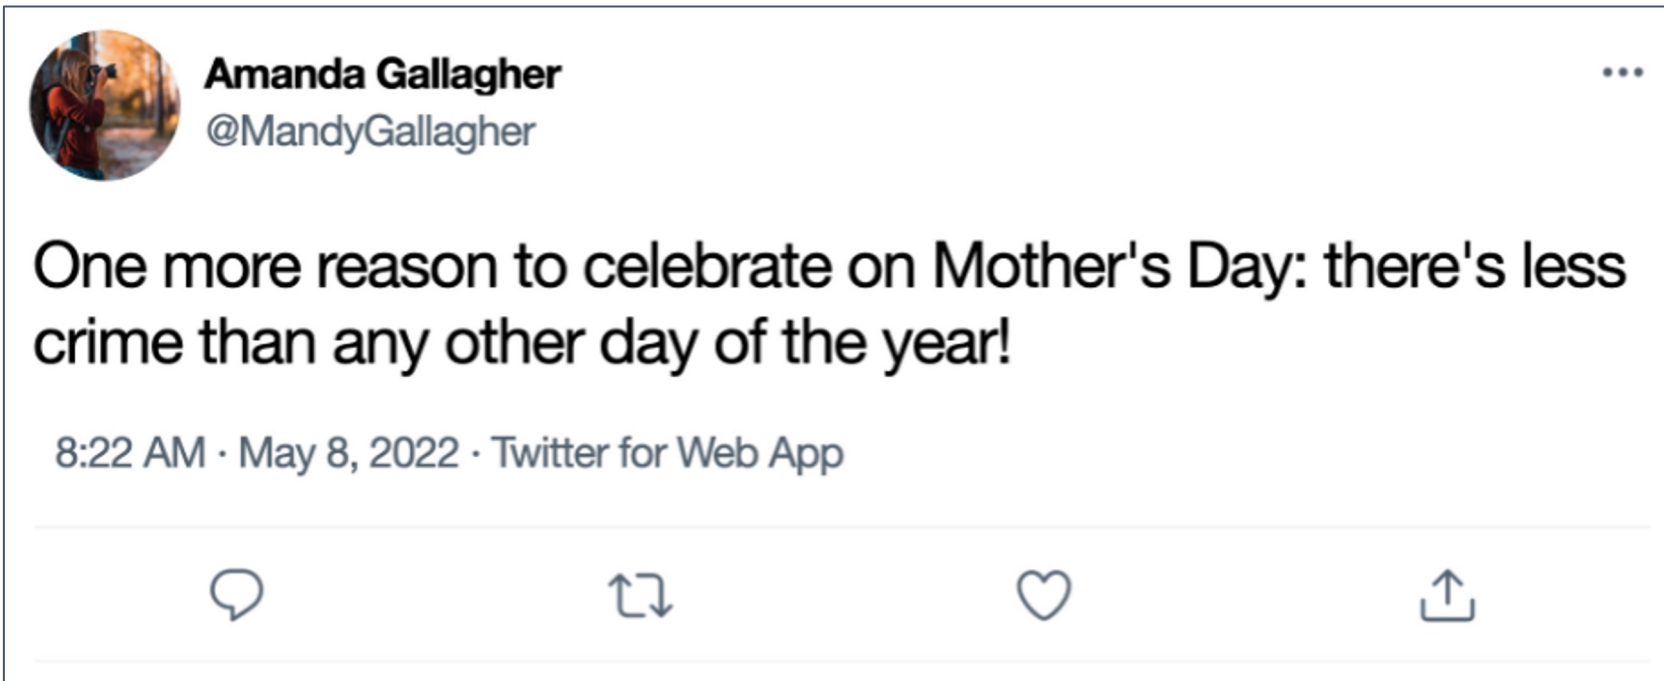 Amanda Gallagher
@MandyGallagher
One more reason to celebrate on Mother's Day: there's less
crime than any other day of the year!
8:22 AM · May 8, 2022 · Twitter for Web App